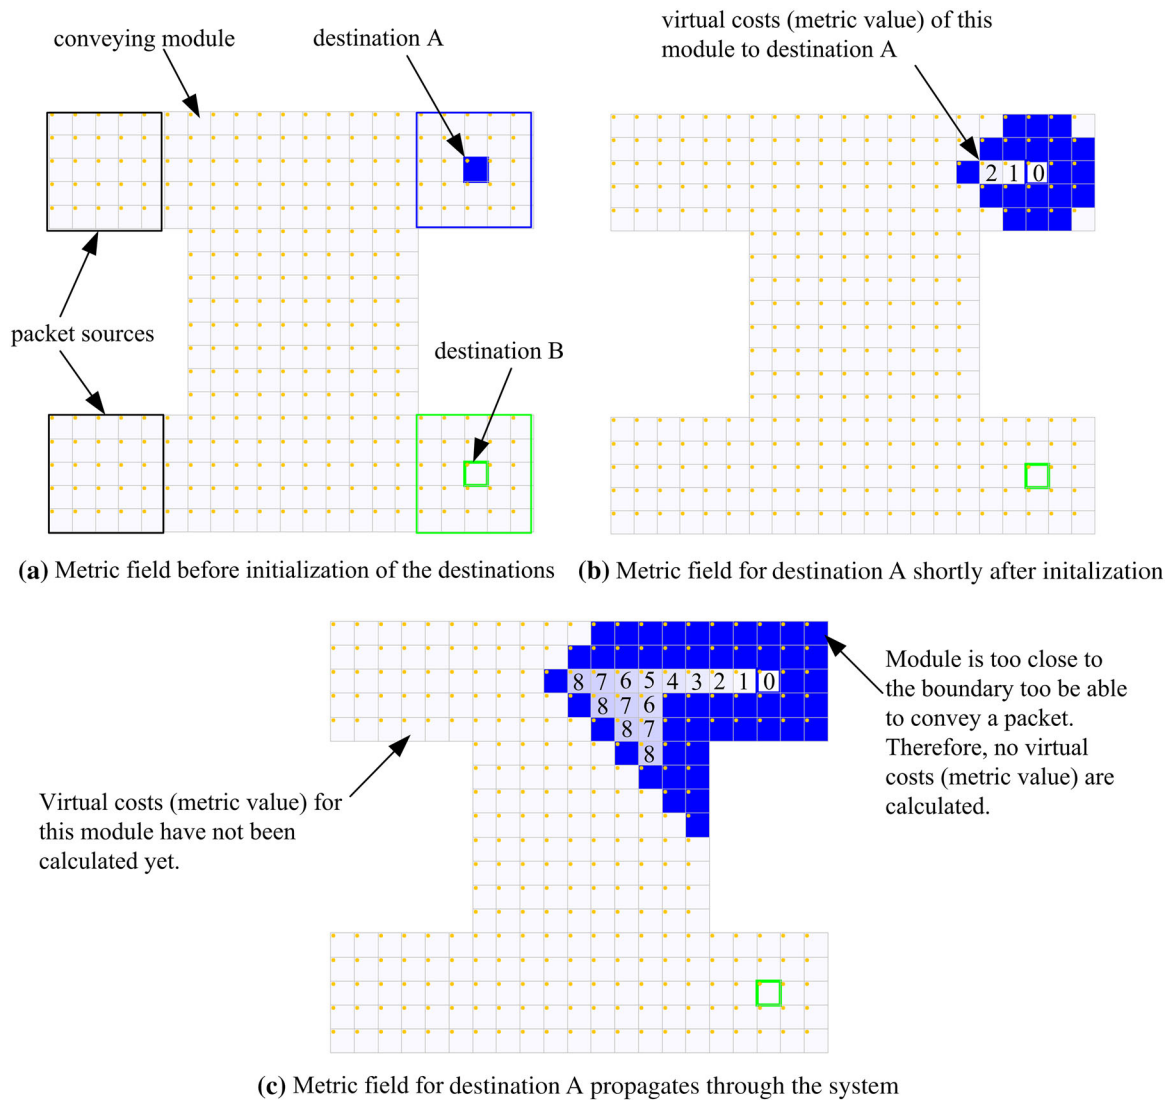 conveying module
destination A
virtual costs (metric value) of this
module to destination A
2 1 0
packet sources
destination B
(a) Metric field before initialization of the destinations
(b) Metric field for destination A shortly after initalization
8 7 6 5 4 3 2 1 0
8 7 6
8 7
8
Module is too close to
the boundary too be able
to convey a packet.
Therefore, no virtual
costs (metric value) are
calculated.
Virtual costs (metric value) for
this module have not been
calculated yet.
(c) Metric field for destination A propagates through the system